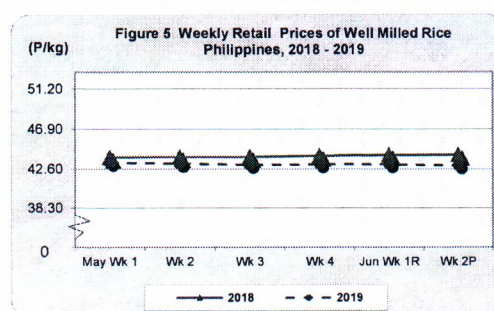 Figure 5 Weekly Retail Prices of Well Milled Rice
Philippines, 2018 - 2019
(P/kg)
51.20
46.90
42.60
38.30
0
May Wk 1 Wk 2 Wk 3 Wk 4 Jun Wk 1R Wk 2P
2018 2019